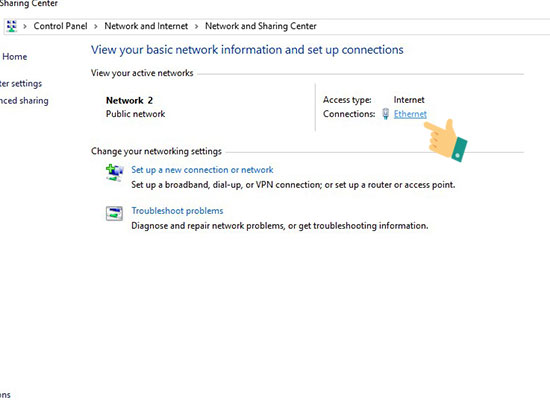 Sharing Center
Control Panel > Network and Internet > Network and Sharing Center
View your basic network information and set up connections
Home
ter settings
nced sharing
View your active networks
Network 2
Public network
Access type: Internet
Connections: Ethernet
Change your networking settings
Set up a new connection or network
Set up a broadband, dial-up, or VPN connection; or set up a router or access point.
Troubleshoot problems
Diagnose and repair network problems, or get troubleshooting information.
ons